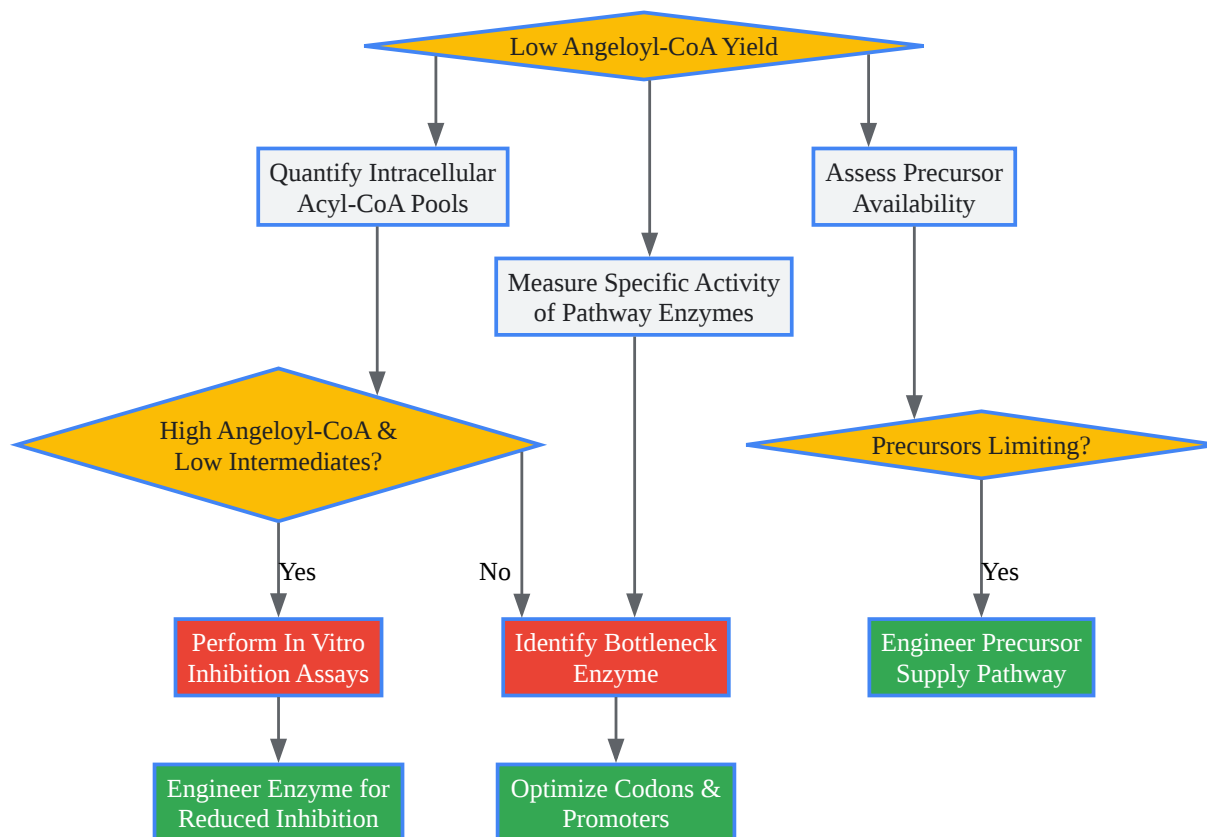 Low Angeloyl-CoA Yield
Quantify Intracellular
Acyl-CoA Pools
Assess Precursor
Availability
Measure Specific Activity
of Pathway Enzymes
High Angeloyl-CoA &
Low Intermediates?
Precursors Limiting?
Yes
No
Yes
Perform In Vitro
Inhibition Assays
Identify Bottleneck
Enzyme
Engineer Precursor
Supply Pathway
Engineer Enzyme for
Reduced Inhibition
Optimize Codons &
Promoters